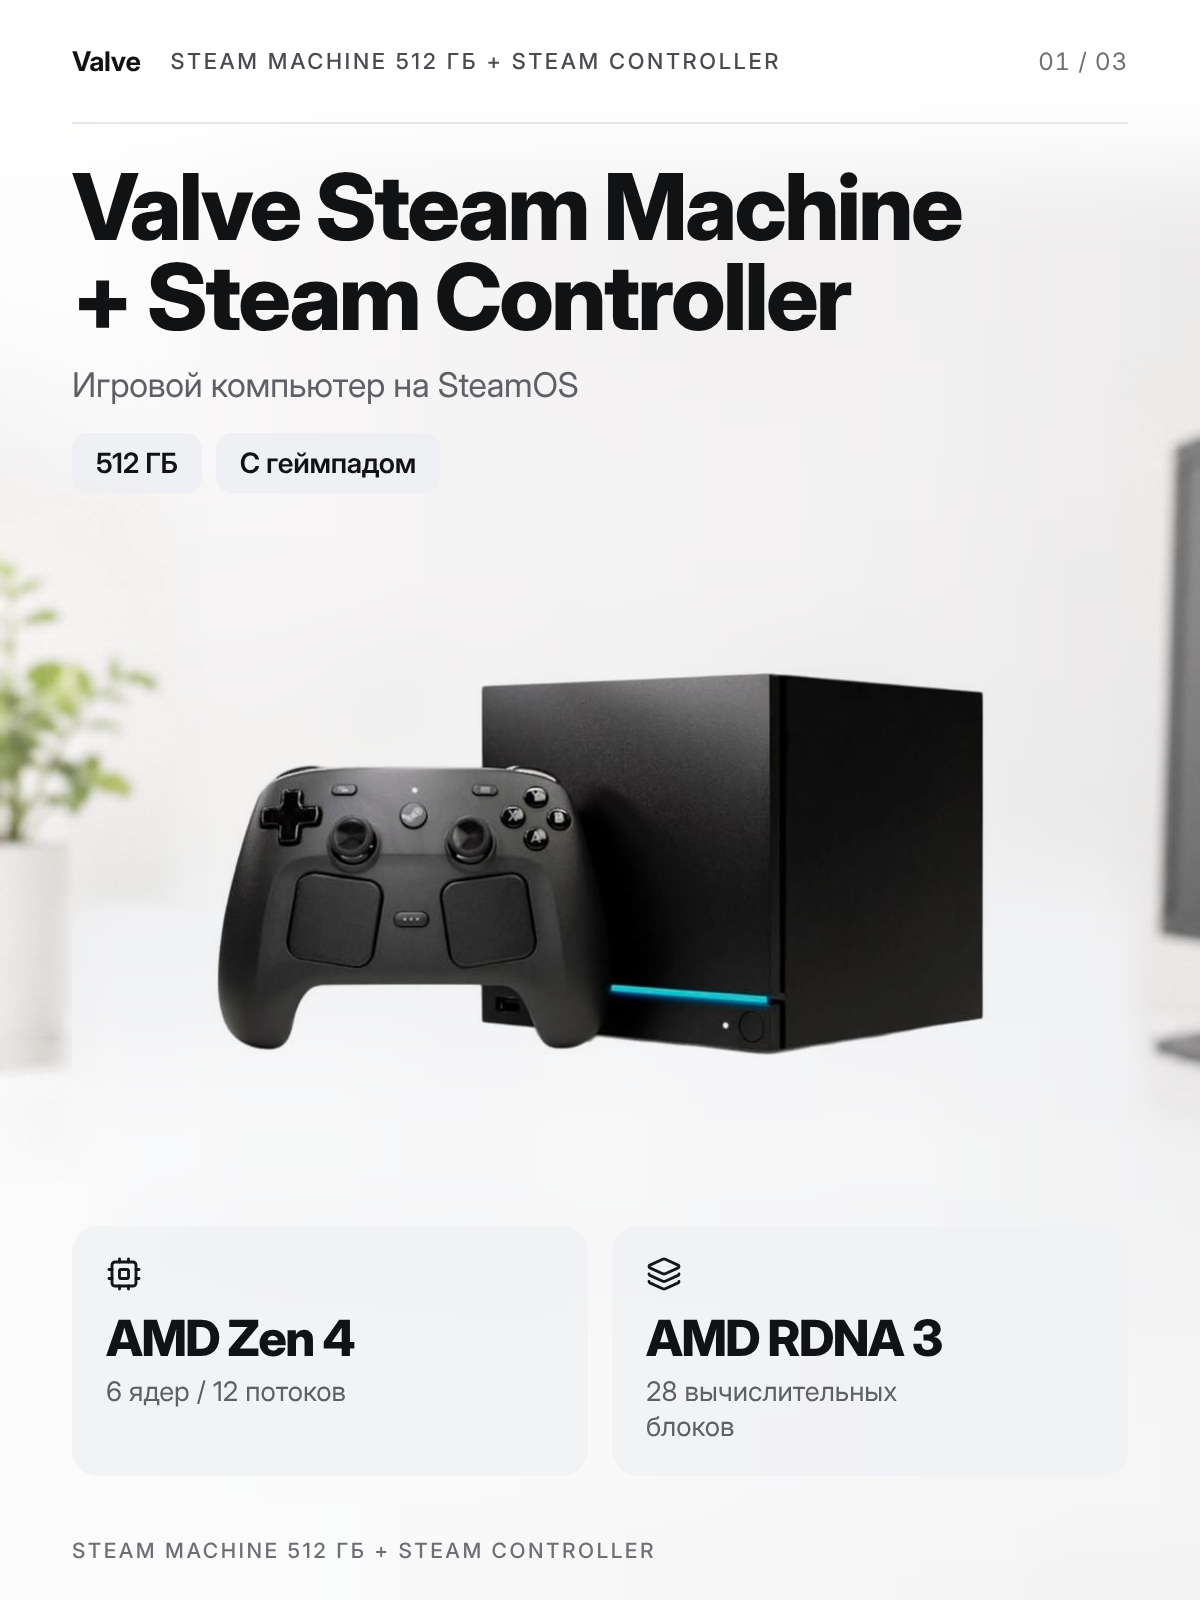 Valve STEAM MACHINE 512 ГБ + STEAM CONTROLLER 01 / 03
Valve Steam Machine
+ Steam Controller
Игровой компьютер на SteamOS
512 ГБ С геймпадом
Y
X B
A
AMD Zen 4
6 ядер / 12 потоков
AMD RDNA 3
28 вычислительных
блоков
STEAM MACHINE 512 ГБ + STEAM CONTROLLER